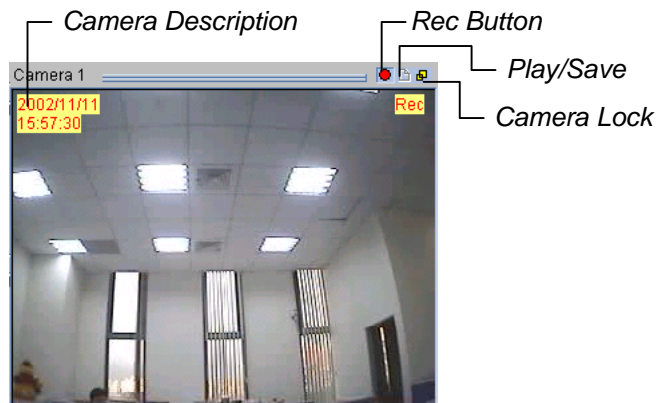 Camera Description
Rec Button
Camera 1
Play/Save
2002/11/11
Rec
15:57:30
Camera Lock